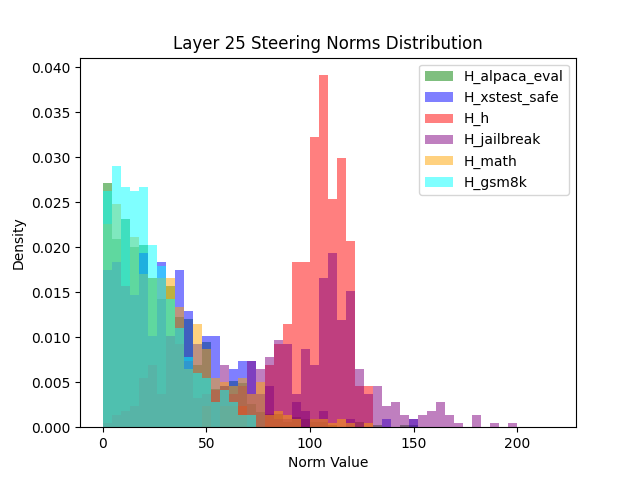 Layer 25 Steering Norms Distribution
0.040
0.035
0.030
0.025
0.020
0.015
0.010
0.005
0.000
Density
0 50 100 150 200
Norm Value
H_alpaca_eval
H_xstest_safe
H_h
H_jailbreak
H_math
H_gsm8k